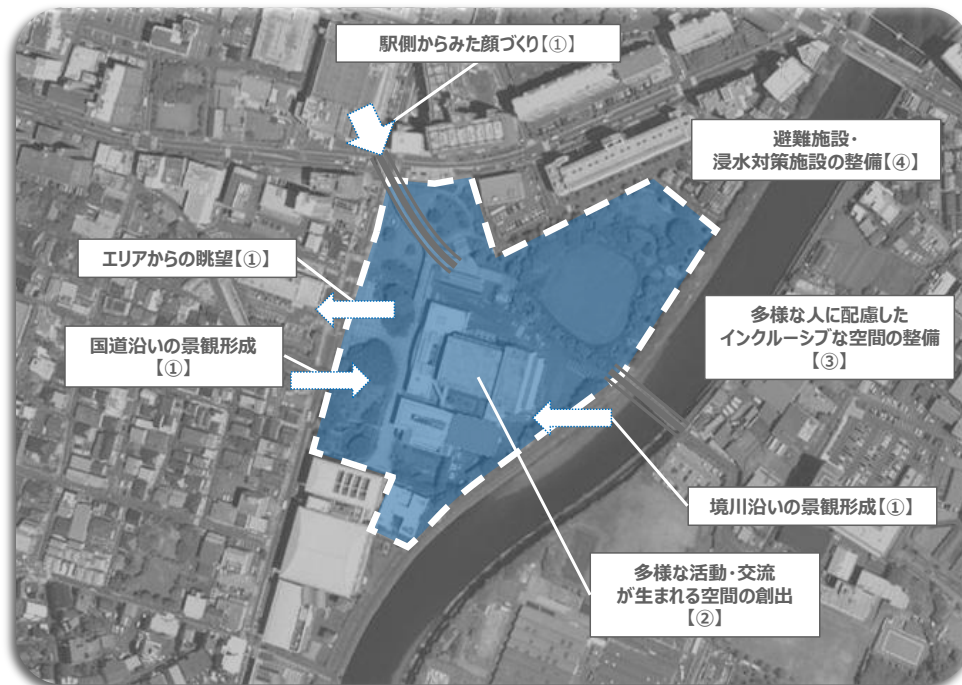 駅側からみた顔づくり【①】
避難施設・
浸水対策施設の整備【④】
エリアからの眺望【①】
多様な人に配慮した
インクルーシブな空間の整備
【③】
国道沿いの景観形成
【①】
境川沿いの景観形成【①】
多様な活動・交流
が生まれる空間の創出
【②】